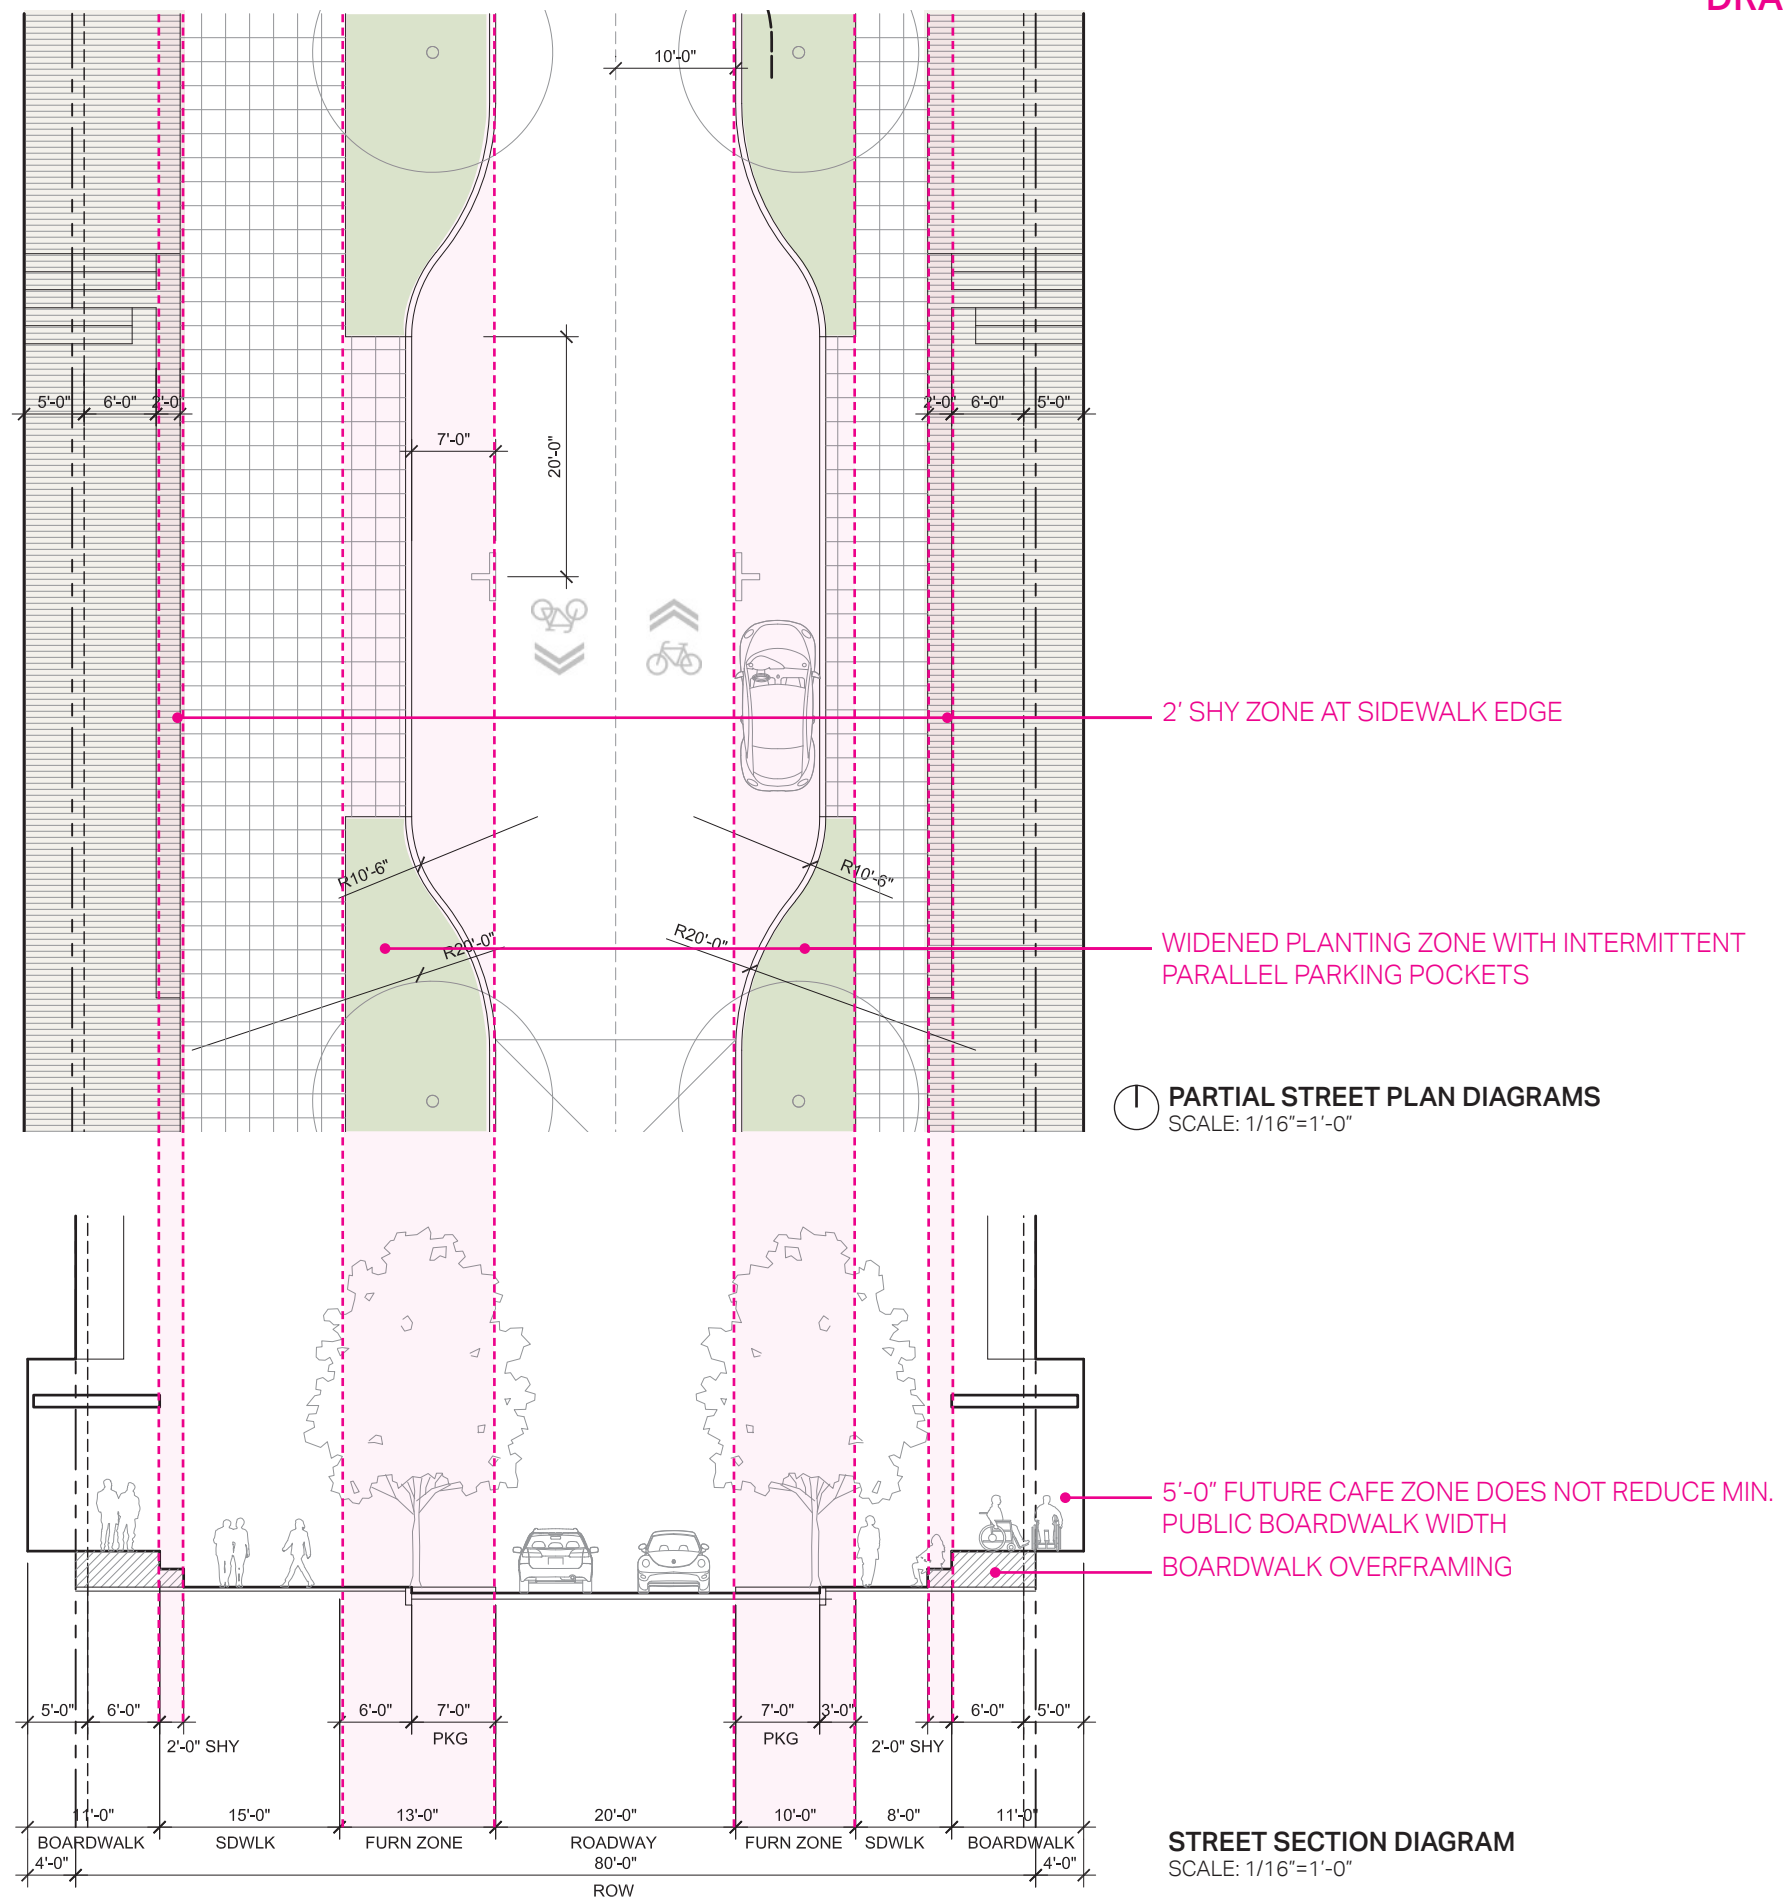 DRA
10'-0"
5'-0" 6'-0" 2'-0" 2'-0" 6'-0" 5'-0"
7'-0"
20'-0"
2' SHY ZONE AT SIDEWALK EDGE
R10'-6" R10'-6"
R20'-0" R20'-0"
WIDENED PLANTING ZONE WITH INTERMITTENT
PARALLEL PARKING POCKETS
PARTIAL STREET PLAN DIAGRAMS
SCALE: 1/16"=1'-0"
5'-0" FUTURE CAFE ZONE DOES NOT REDUCE MIN.
PUBLIC BOARDWALK WIDTH
BOARDWALK OVERFRAMING
5'-0" 6'-0" 6'-0" 7'-0" 7'-0" 3'-0" 6'-0" 5'-0"
2'-0" SHY PKG PKG 2'-0" SHY
11'-0" 15'-0" 13'-0" 20'-0" 10'-0" 8'-0" 11'-0"
BOARDWALK SDWLK FURN ZONE ROADWAY FURN ZONE SDWLK BOARDWALK
4'-0" 80'-0" 4'-0"
ROW
STREET SECTION DIAGRAM
SCALE: 1/16"=1'-0"